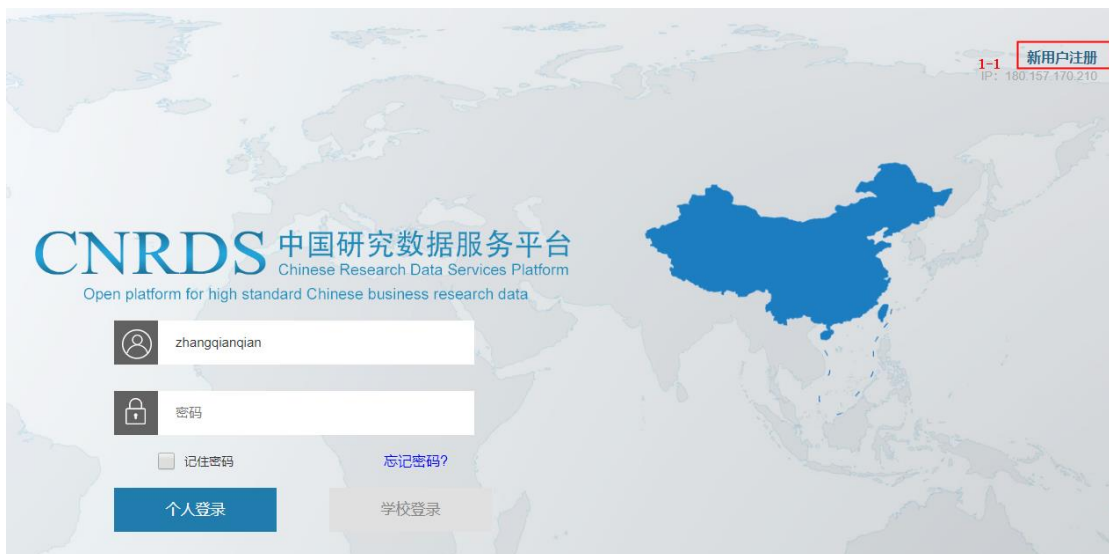 新用户注册
1-1
IP: 180.157.170.210
CNRDS 中国研究数据服务平台
Chinese Research Data Services Platform
Open platform for high standard Chinese business research data
zhangqianqian
密码
记住密码 忘记密码?
个人登录 学校登录